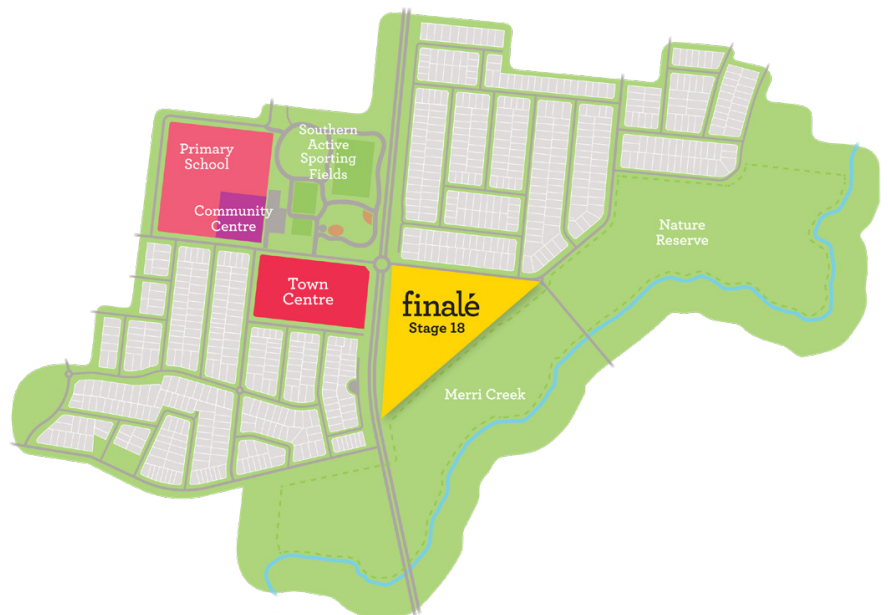 Southern
Active
Sporting
Fields
Primary
School
Community
Centre
Nature
Reserve
Town
Centre
finalé
Stage 18
Merri Creek